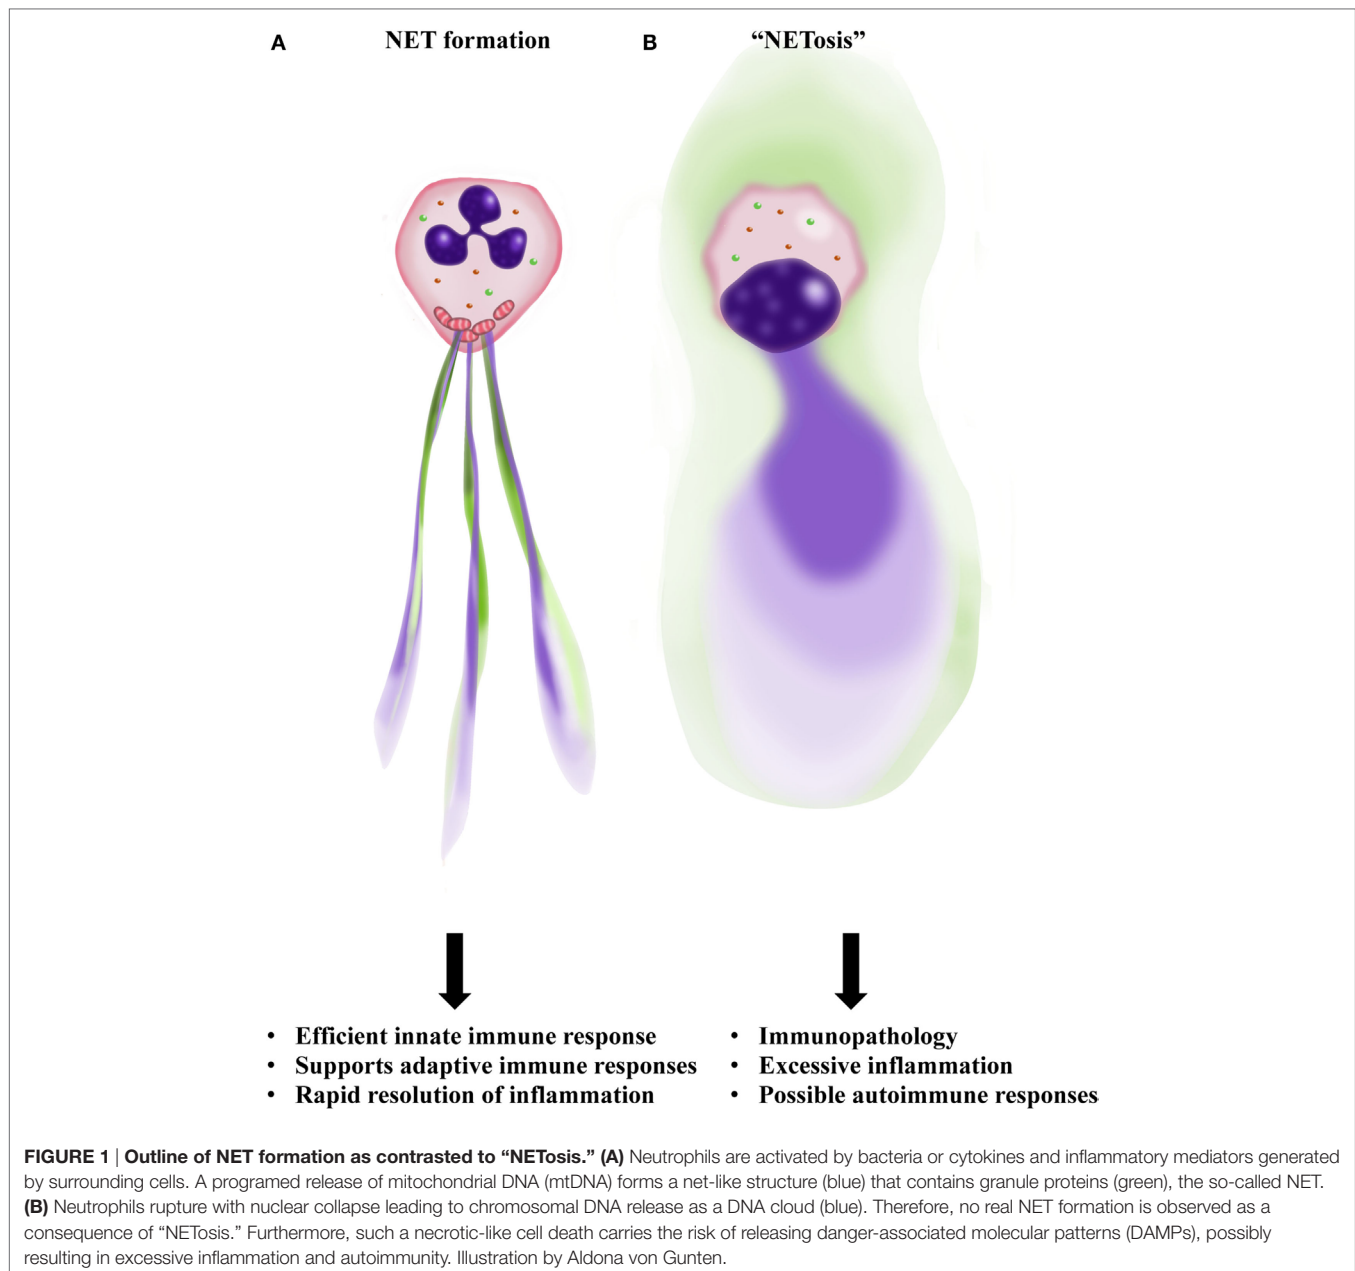 A NET formation B “NETosis”
• Efficient innate immune response
• Supports adaptive immune responses
• Rapid resolution of inflammation
• Immunopathology
• Excessive inflammation
• Possible autoimmune responses
FIGURE 1 | Outline of NET formation as contrasted to “NETosis.” (A) Neutrophils are activated by bacteria or cytokines and inflammatory mediators generated
by surrounding cells. A programed release of mitochondrial DNA (mtDNA) forms a net-like structure (blue) that contains granule proteins (green), the so-called NET.
(B) Neutrophils rupture with nuclear collapse leading to chromosomal DNA release as a DNA cloud (blue). Therefore, no real NET formation is observed as a
consequence of “NETosis.” Furthermore, such a necrotic-like cell death carries the risk of releasing danger-associated molecular patterns (DAMPs), possibly
resulting in excessive inflammation and autoimmunity. Illustration by Aldona von Gunten.